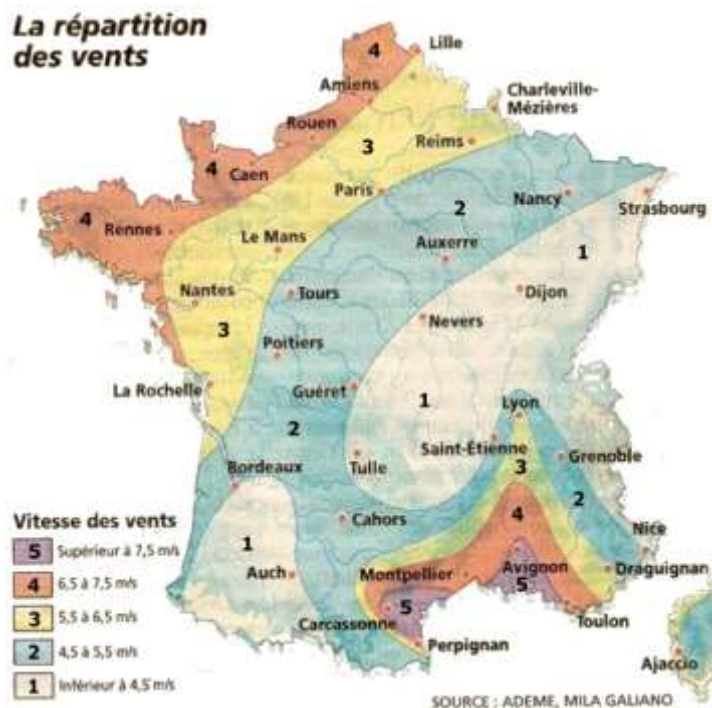 La répartition
des vents
4
Lille
Amiens
Charleville-
Mézières
Rouen
4
Caen
3
Reims
4
Rennes
Paris
2
Nancy
Strasbourg
Le Mans
Auxerre
1
Nantes
Tours
Dijon
3
Nevers
Poitiers
La Rochelle
Guéret
1
Lyon
2
Saint-Étienne
Grenoble
Tulle
3
Bordeaux
2
Cahors
4
Nice
1
Auch
Montpellier
Avignon
Draguignan
5
5
Carcassonne
Toulon
Perpignan
Ajaccio
Vitesse des vents
5 Supérieur à 7,5 m/s
4 6,5 à 7,5 m/s
3 5,5 à 6,5 m/s
2 4,5 à 5,5 m/s
1 Inférieur à 4,5 m/s
SOURCE : ADEME, MILA GALIANO